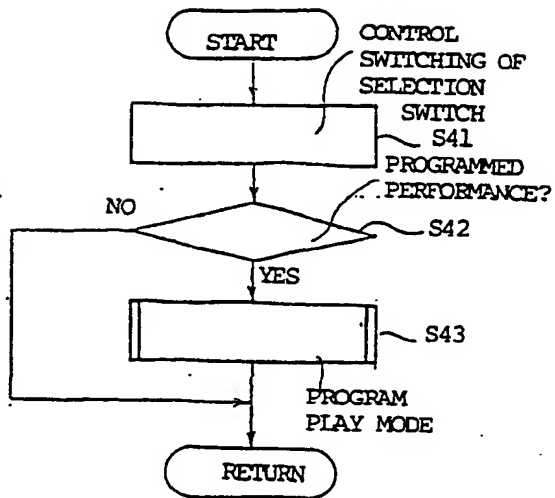 START
CONTROL
SWITCHING OF
SELECTION
SWITCH
S41
PROGRAMMED
PERFORMANCE?
NO
S42
YES
S43
PROGRAM
PLAY MODE
RETURN